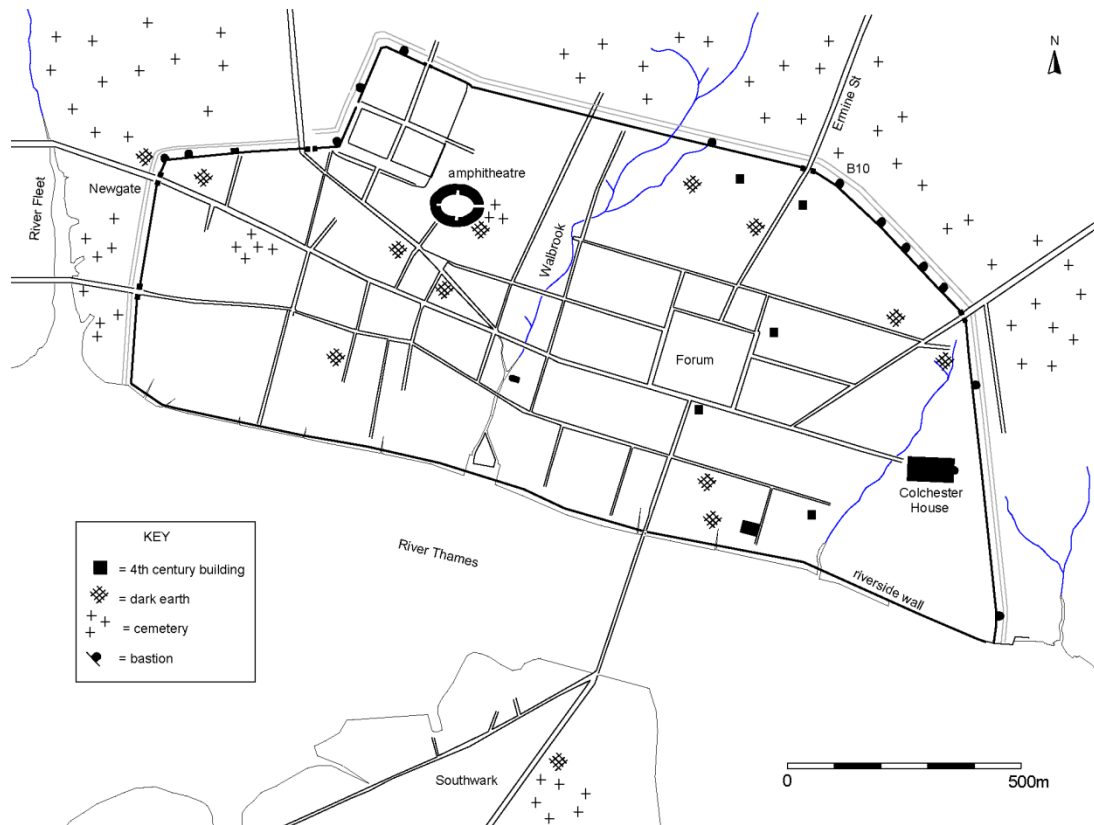 N
Ermine St
amphitheatre
B10
Newgate
River Fleet
Walbrook
Forum
Colchester
House
River Thames
riverside wall
KEY
= 4th century building
= dark earth
= cemetery
= bastion
Southwark
0
500m